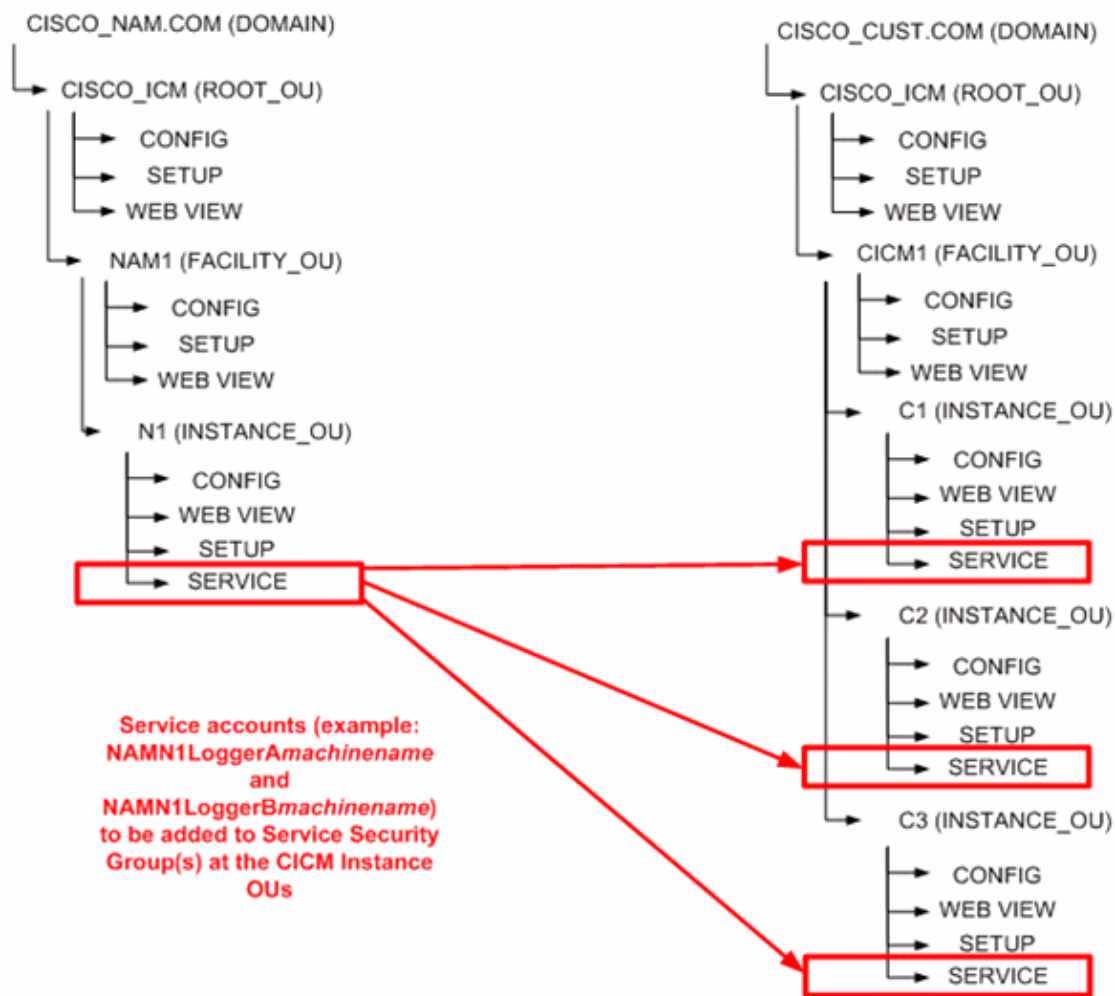 CISCO_NAM.COM (DOMAIN)
CISCO_ICM (ROOT_OU)
CONFIG
SETUP
WEB VIEW
NAM1 (FACILITY_OU)
CONFIG
SETUP
WEB VIEW
N1 (INSTANCE_OU)
CONFIG
WEB VIEW
SETUP
SERVICE
Service accounts (example:
NAMN1LoggerAmachinename
and
NAMN1LoggerBmachinename)
to be added to Service Security
Group(s) at the CICM Instance
OUs
CISCO_CUST.COM (DOMAIN)
CISCO_ICM (ROOT_OU)
CONFIG
SETUP
WEB VIEW
CICM1 (FACILITY_OU)
CONFIG
SETUP
WEB VIEW
C1 (INSTANCE_OU)
CONFIG
WEB VIEW
SETUP
SERVICE
C2 (INSTANCE_OU)
CONFIG
WEB VIEW
SETUP
SERVICE
C3 (INSTANCE_OU)
CONFIG
WEB VIEW
SETUP
SERVICE